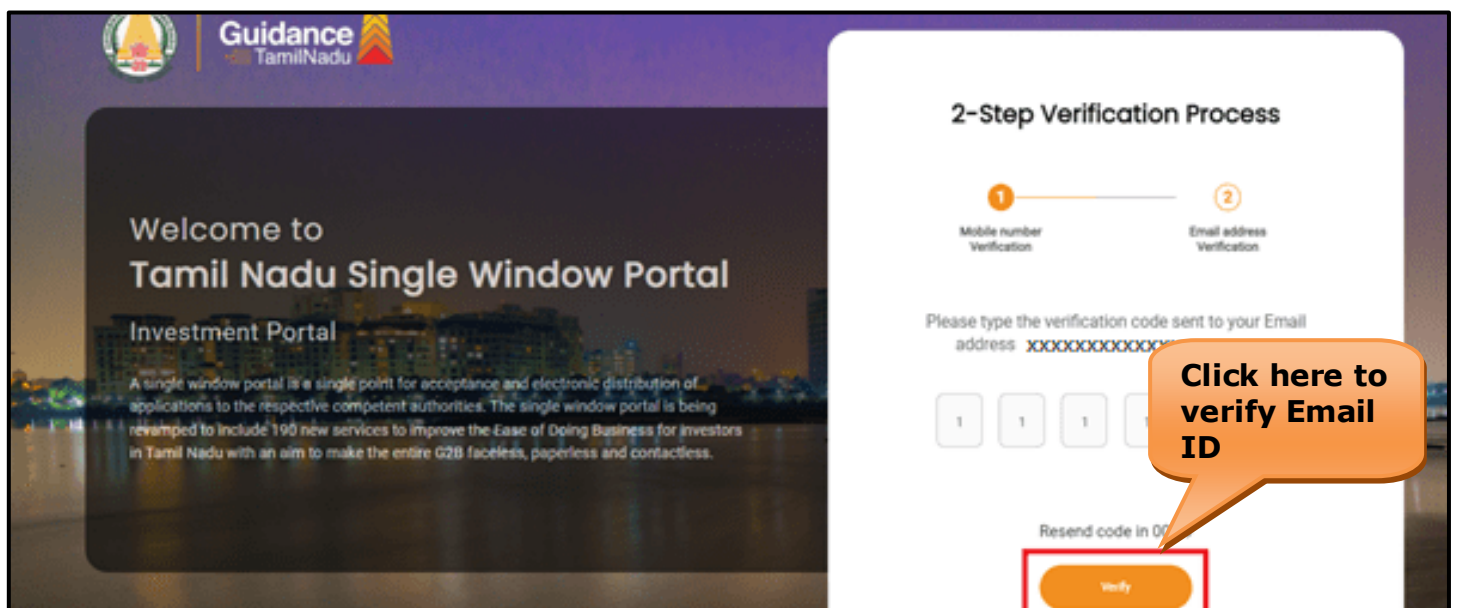 Guidance
TamilNadu
Welcome to
Tamil Nadu Single Window Portal
Investment Portal
A single window portal is a single point for acceptance and electronic distribution of
applications to the respective competent authorities. The single window portal is being
revamped to include 190 new services to improve the Ease of Doing Business for investors
in Tamil Nadu with an aim to make the entire G2B faceless, paperless and contactless.
2-Step Verification Process
1
2
Mobile number
Verification
Email address
Verification
Please type the verification code sent to your Email
address xxxxxxxxxxxxx
1 1 1 1
Click here to
verify Email
ID
Resend code in
Verify